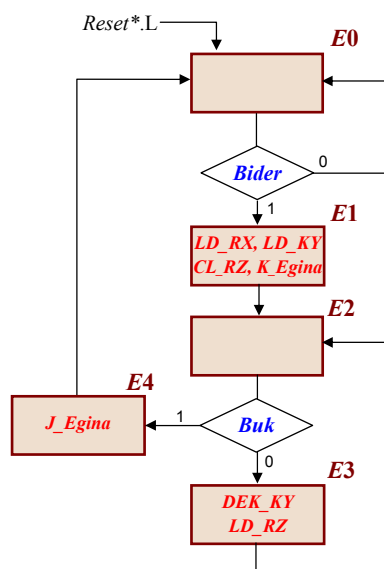 Reset*.L
E0
Bider
0
1
E1
LD_RX, LD_KY
CL_RZ, K_Egina
E2
E4
J_Egina
1
Buk
0
E3
DEK_KY
LD_RZ